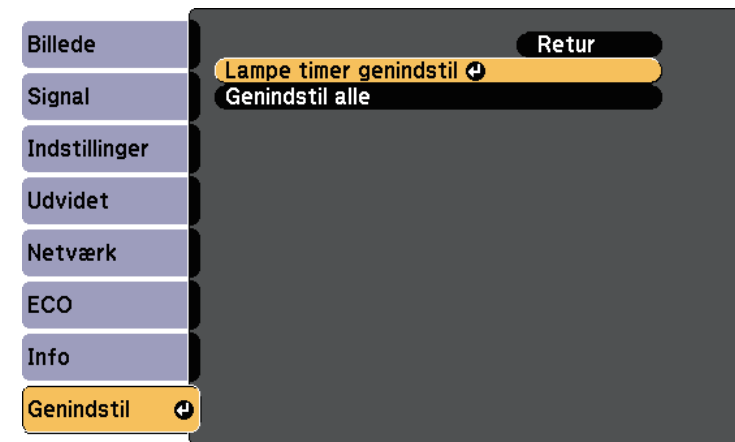 Billede
Signal
Indstillinger
Udvidet
Netværk
ECO
Info
Genindstil
Retur
Lampe timer genindstil
Genindstil alle